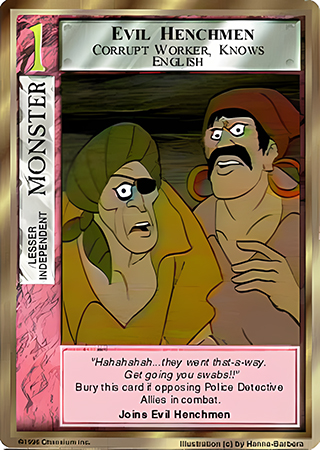 1
EVIL HENCHMEN
CORRUPT WORKER, KNOWS
ENGLISH
MONSTER
LESSER
INDEPENDENT
"Hahahahah...they went that-a-way.
Get going you swabs!!"
Bury this card if opposing Police Detective
Allies in combat.
Joins Evil Henchmen
©1996 Chaosium Inc.
Illustration (c) by Hanna-Barbera